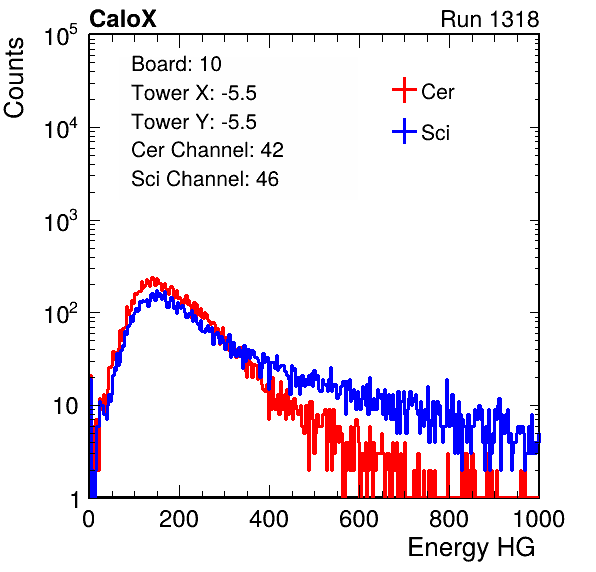 CaloX Run 1318
Counts
Board: 10
Tower X: -5.5
Tower Y: -5.5
Cer Channel: 42
Sci Channel: 46
Cer
Sci
10^5
10^4
10^3
10^2
10
1
0 200 400 600 800 1000
Energy HG